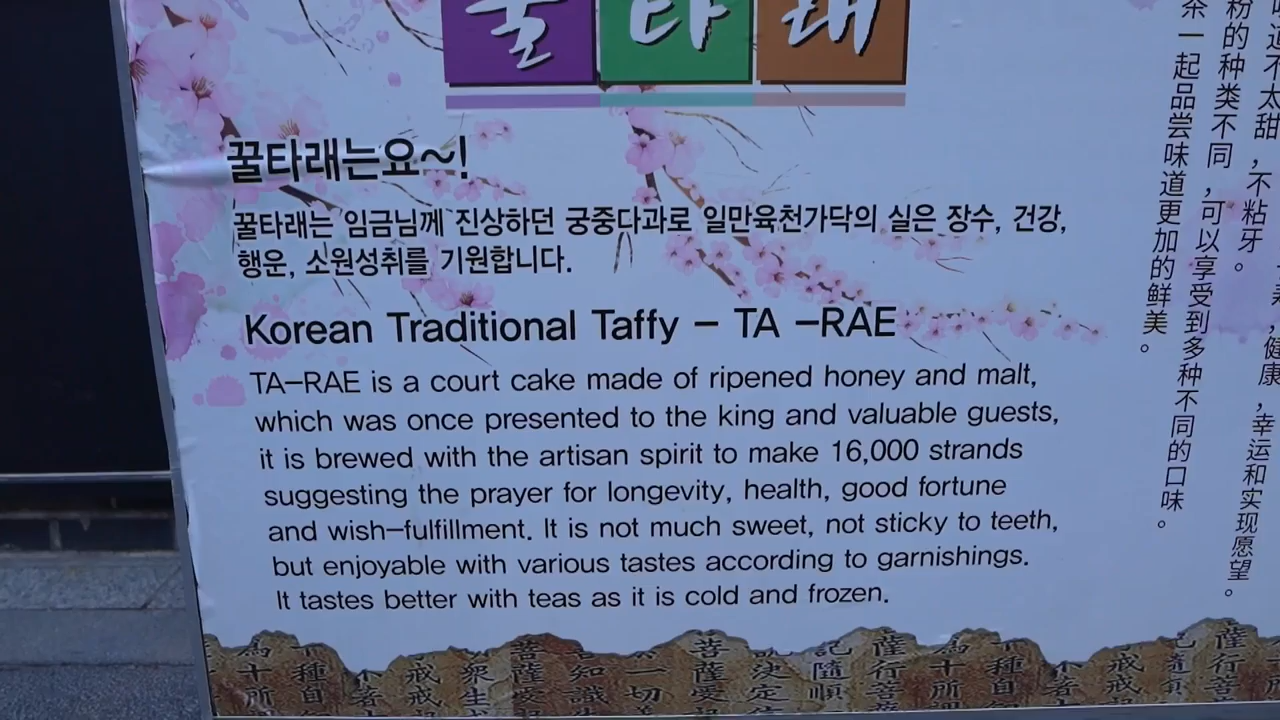 꿀타래
꿀타래는요~!
꿀타래는 임금님께 진상하던 궁중다과로 일만육천가닥의 실은 장수, 건강,
행운, 소원성취를 기원합니다.
Korean Traditional Taffy – TA –RAE
TA–RAE is a court cake made of ripened honey and malt,
which was once presented to the king and valuable guests,
it is brewed with the artisan spirit to make 16,000 strands
suggesting the prayer for longevity, health, good fortune
and wish–fulfillment. It is not much sweet, not sticky to teeth,
but enjoyable with various tastes according to garnishings.
It tastes better with teas as it is cold and frozen.
健康，幸运和实现愿望。
味道不太甜，不粘牙。
粉的种类不同，可以享受到多种不同的口味。
茶一起品尝味道更加的鲜美。